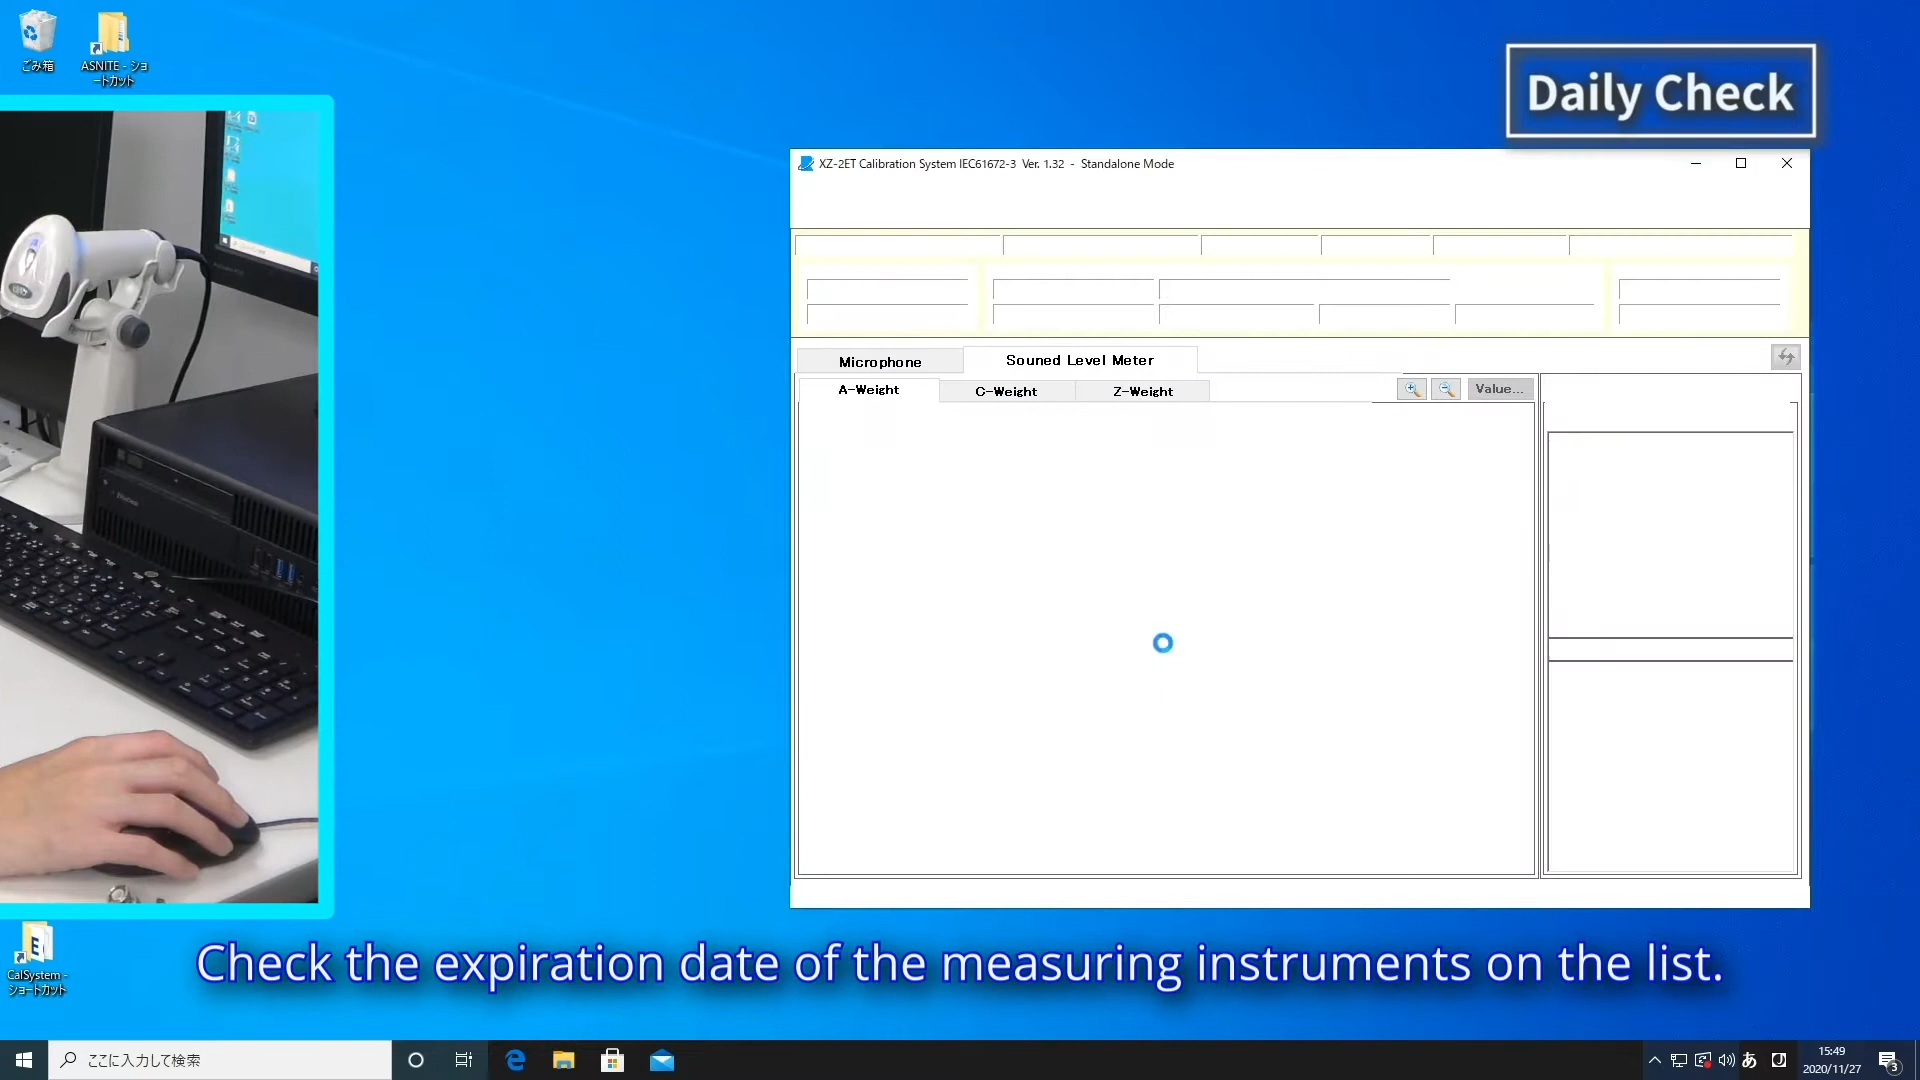 ごみ箱
ASNITE - ショ
ートカット
Daily Check
XZ-2ET Calibration System IEC61672-3 Ver. 1.32 - Standalone Mode
Microphone
Souned Level Meter
A-Weight
C-Weight
Z-Weight
Value...
CalSystem -
ショートカット
Check the expiration date of the measuring instruments on the list.
ここに入力して検索
あ
15:49
2020/11/27
3